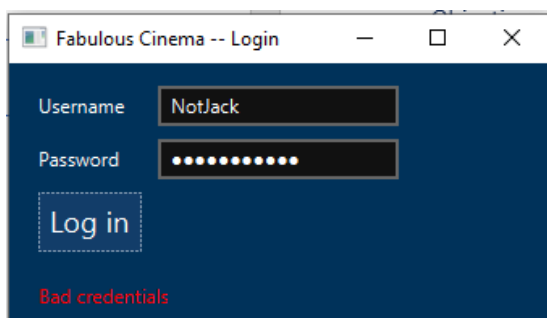 Fabulous Cinema -- Login
Username NotJack
Password ●●●●●●●●●●●
Log in
Bad credentials